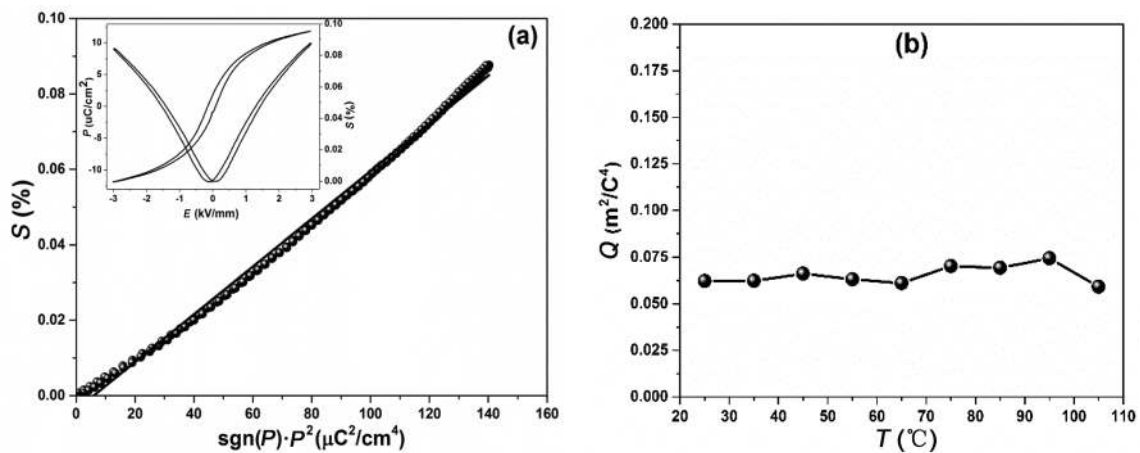 (a)
S (%)
0.10
0.08
0.06
0.04
0.02
0.00
0 20 40 60 80 100 120 140 160
sgn(P)·P²(μC²/cm⁴)
P (uC/cm²)
10
5
0
-5
-10
S (%)
0.10
0.08
0.06
0.04
0.02
0.00
-3 -2 -1 0 1 2 3
E (kV/mm)
(b)
Q (m²/C⁴)
0.200
0.175
0.150
0.125
0.100
0.075
0.050
0.025
0.000
20 30 40 50 60 70 80 90 100 110
T (℃)